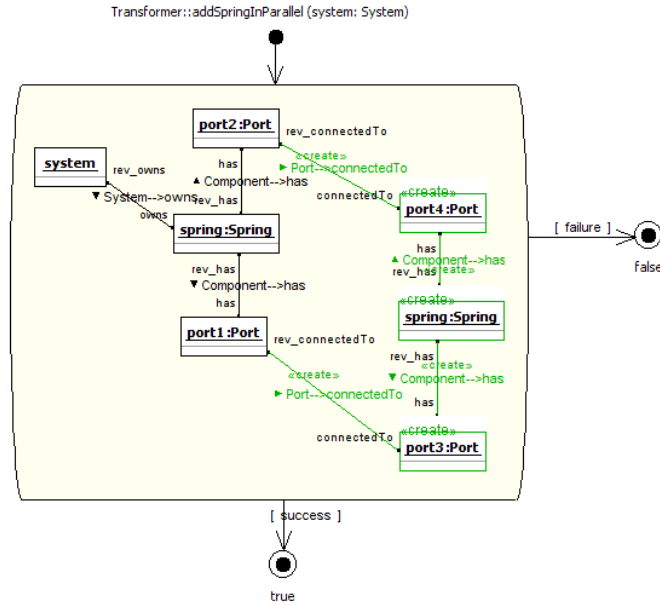 Transformer::addSpringInParallel (system: System)
port2:Port
rev_connectedTo
«create»
► Port-->connectedTo
system
rev_owns
has
▲ Component-->has
▼ System-->owns
rev_has
owns
connectedTo
«create»
port4:Port
spring:Spring
has
▲ Component-->has
rev_has
«create»
[ failure ]
false
rev_has
▼ Component-->has
has
«create»
spring:Spring
port1:Port
rev_connectedTo
rev_has
«create»
▼ Component-->has
«create»
► Port-->connectedTo
has
connectedTo
«create»
port3:Port
[ success ]
true